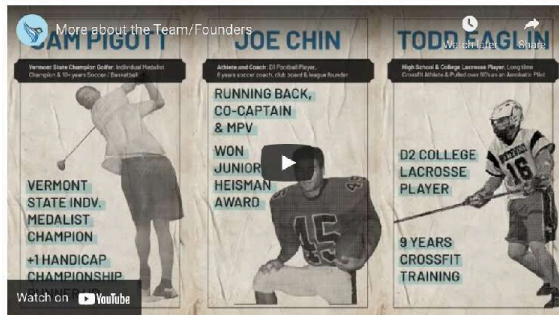 More about the Team/Founders
Watch later
Share
SAM PIGOTT
Vermont State Champion Golfer, Individual Medalist
Champion & 10+ years Soccer / Basketball
VERMONT
STATE INDV.
MEDALIST
CHAMPION
+1 HANDICAP
CHAMPIONSHIP
JOE CHIN
Athlete and Coach: D1 Football Player,
6 years soccer coach, club board & league founder
RUNNING BACK,
CO-CAPTAIN
& MPV
WON
JUNIOR
HEISMAN
AWARD
45
TODD EAGLIN
High School & College Lacrosse Player, Long time
Crossfit Athlete & Pulled over 9G's as an Aerobatic Pilot
D2 COLLEGE
LACROSSE
PLAYER
9 YEARS
CROSSFIT
TRAINING
16
Watch on YouTube